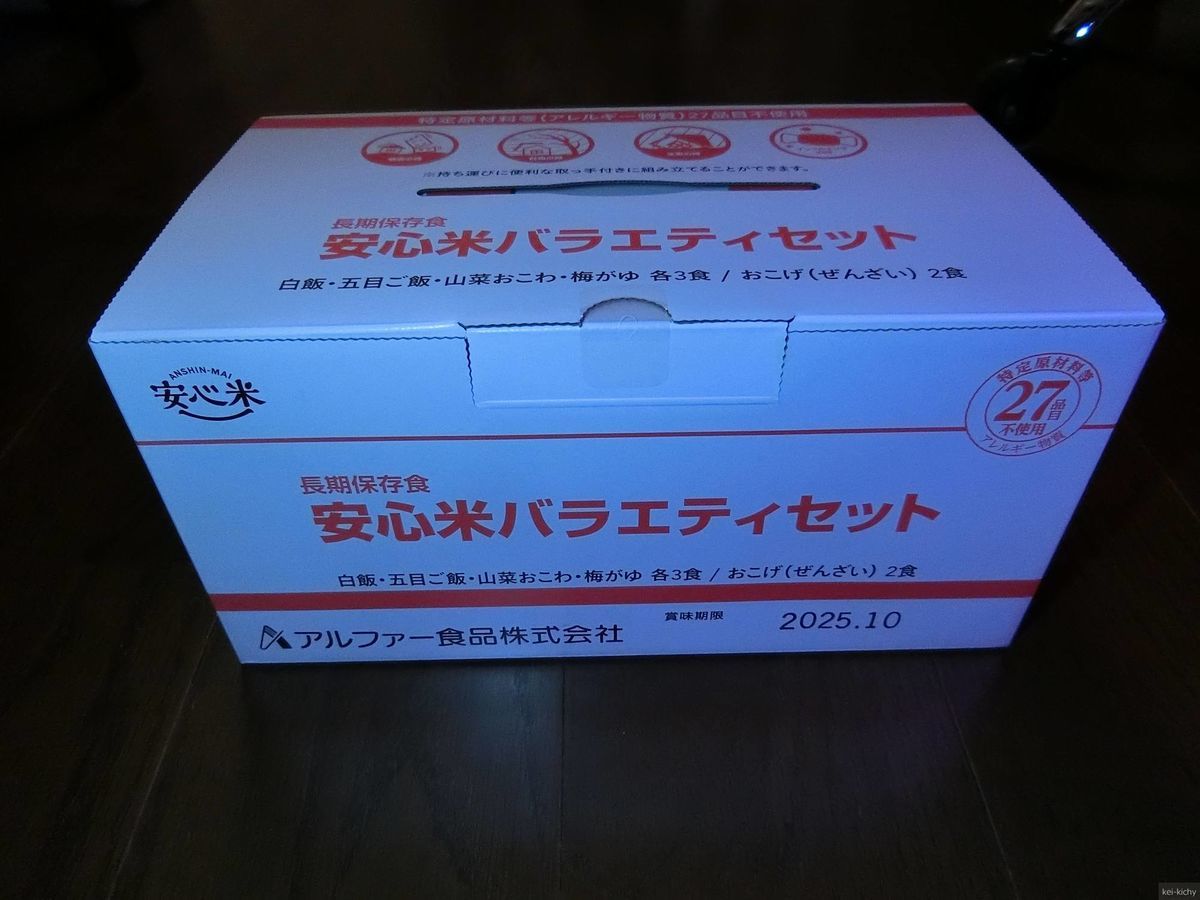 特定原材料等(アレルギー物質)27品目不使用
※持ち運びに便利な取っ手付きに組み立てることができます。
長期保存食
安心米バラエティセット
白飯・五目ご飯・山菜おこわ・梅がゆ 各3食 / おこげ(ぜんざい) 2食
ANSHIN-MAI
安心米
特定原材料等
27品目
不使用
アレルギー物質
長期保存食
安心米バラエティセット
白飯・五目ご飯・山菜おこわ・梅がゆ 各3食 / おこげ(ぜんざい) 2食
アルファー食品株式会社
賞味期限 2025.10
kei-kichy